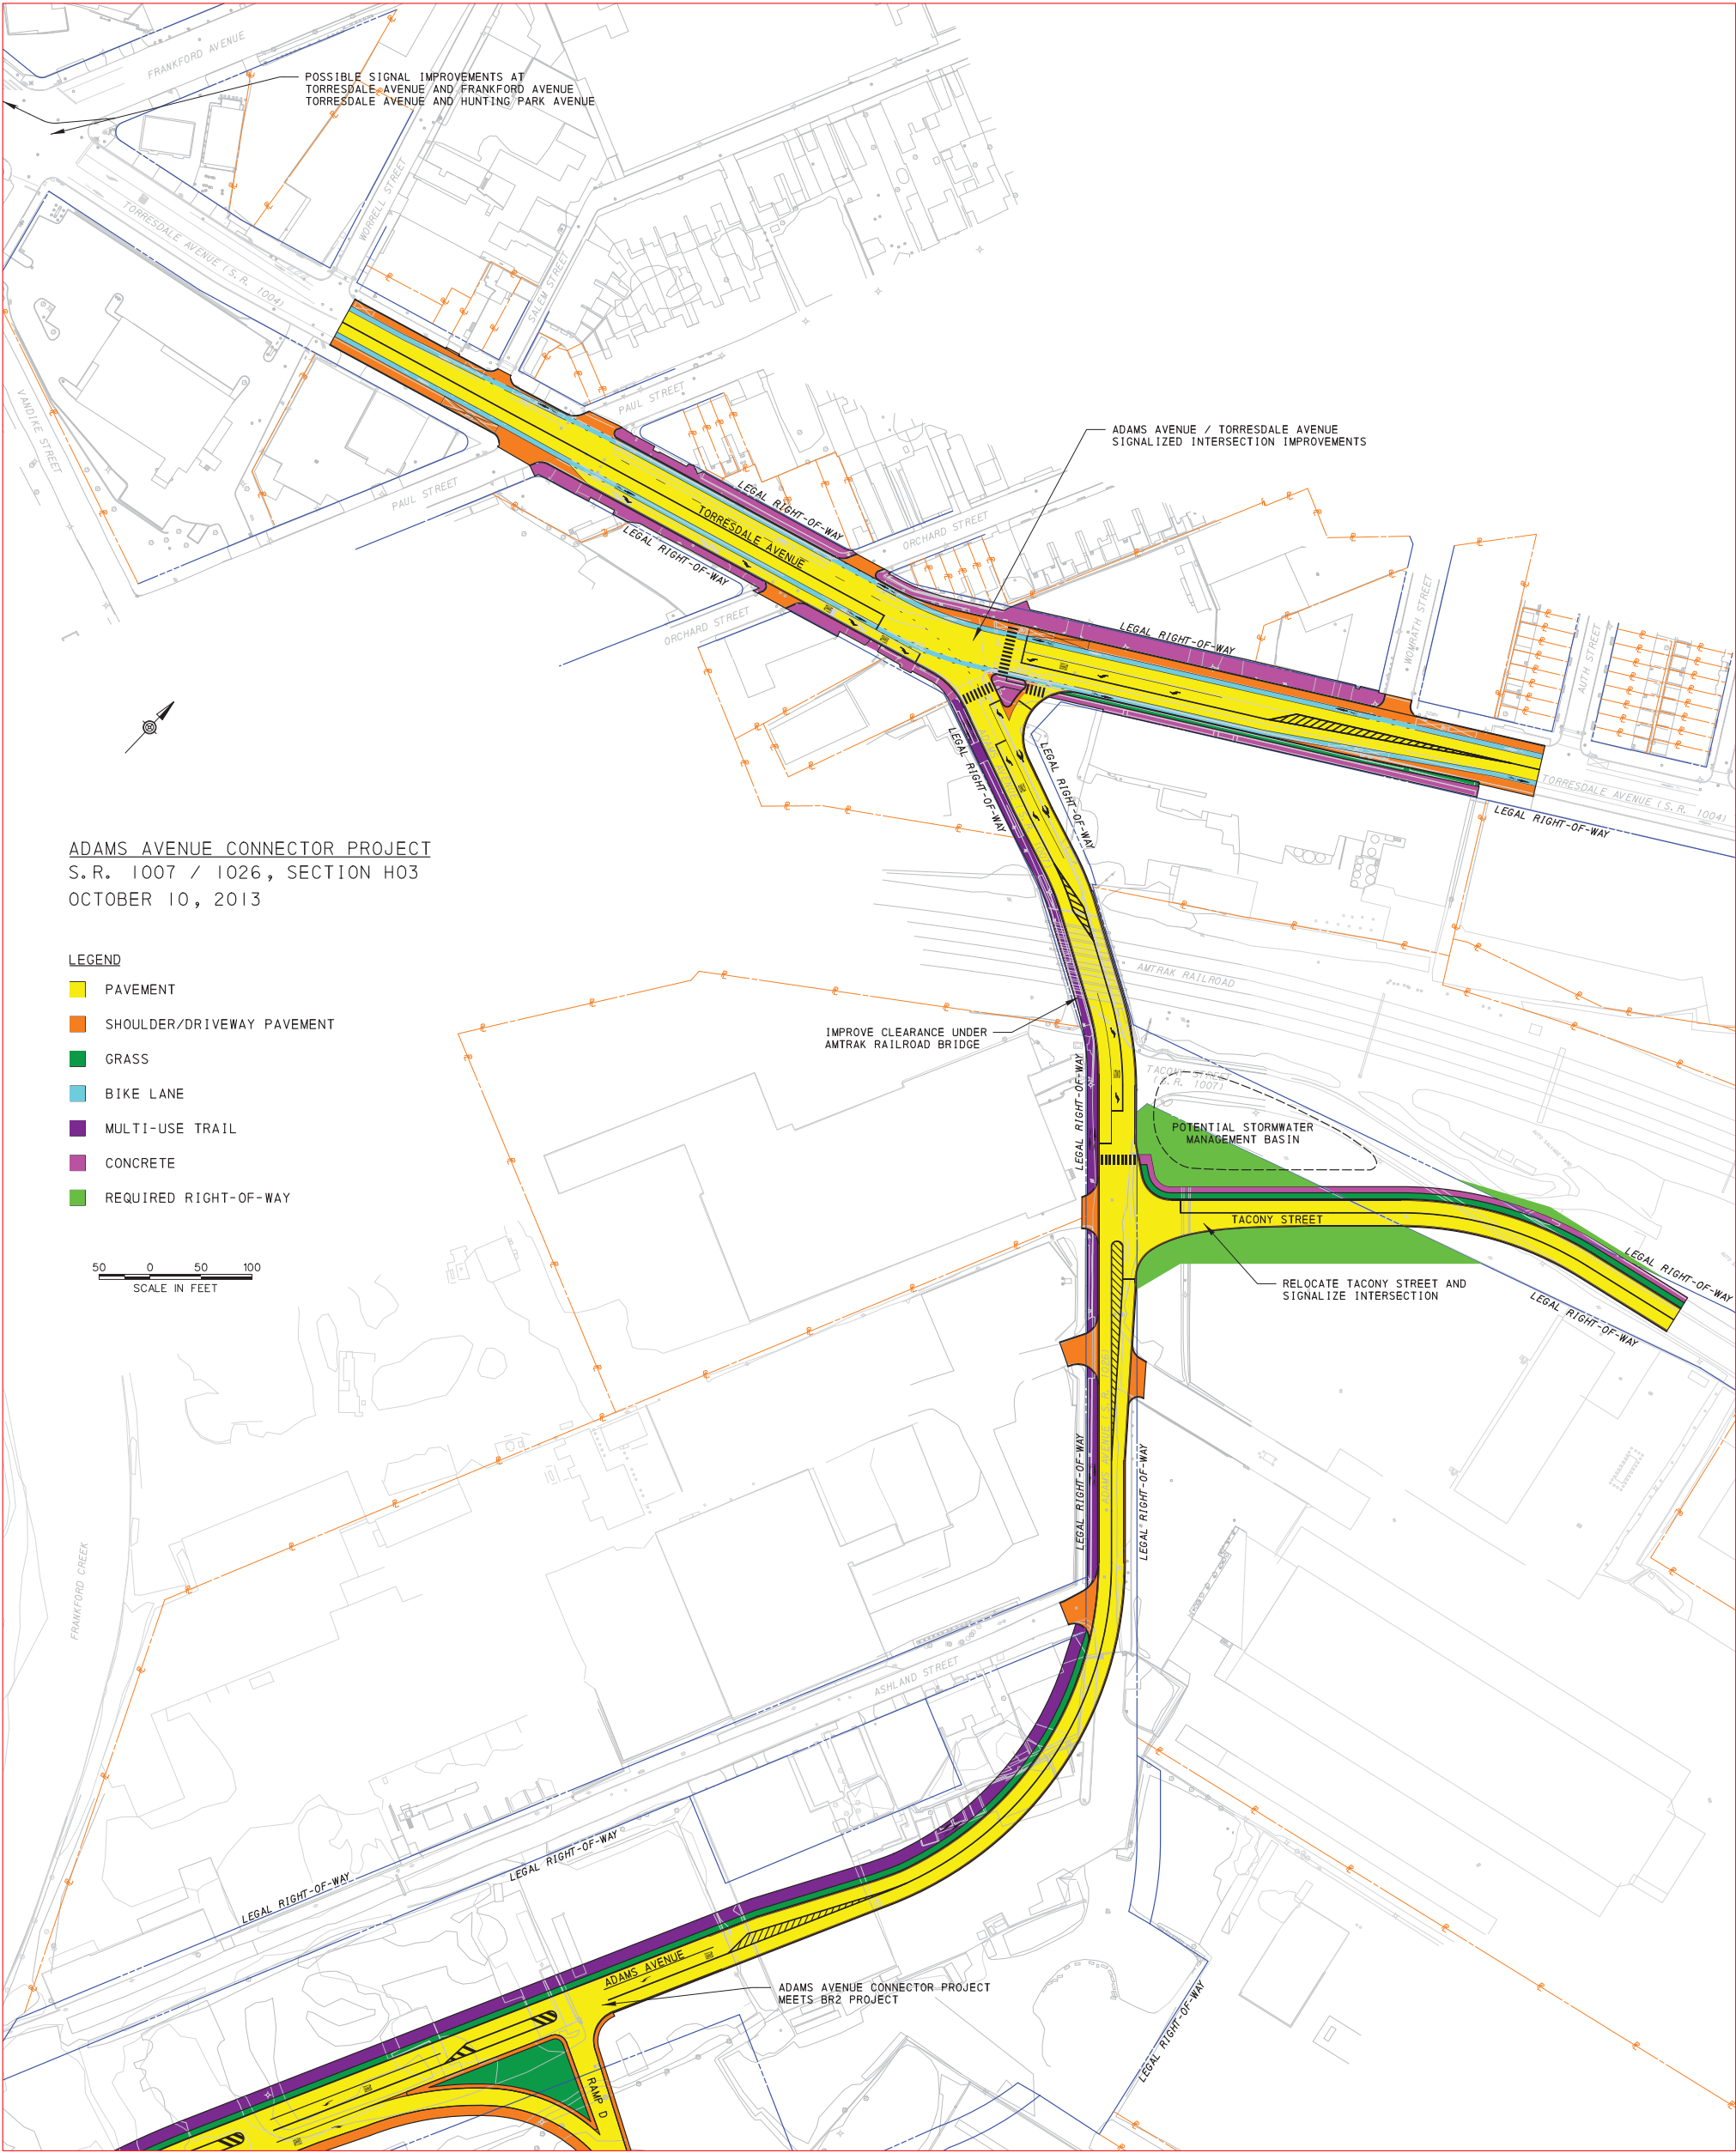 FRANKFORD AVENUE
POSSIBLE SIGNAL IMPROVEMENTS AT
TORRESDALE AVENUE AND FRANKFORD AVENUE
TORRESDALE AVENUE AND HUNTING PARK AVENUE
WORRELL STREET
TORRESDALE AVENUE (S.R. 1004)
SALEM STREET
VANDIKE STREET
PAUL STREET
PAUL STREET
ADAMS AVENUE / TORRESDALE AVENUE
SIGNALIZED INTERSECTION IMPROVEMENTS
LEGAL RIGHT-OF-WAY
TORRESDALE AVENUE
LEGAL RIGHT-OF-WAY
ORCHARD STREET
ORCHARD STREET
LEGAL RIGHT-OF-WAY
WOMRATH STREET
AUTH STREET
TORRESDALE AVENUE (S.R. 1004)
LEGAL RIGHT-OF-WAY
LEGAL RIGHT-OF-WAY
LEGAL RIGHT-OF-WAY
ADAMS AVENUE CONNECTOR PROJECT
S.R. 1007 / 1026, SECTION H03
OCTOBER 10, 2013
LEGEND
PAVEMENT
SHOULDER/DRIVEWAY PAVEMENT
GRASS
BIKE LANE
MULTI-USE TRAIL
CONCRETE
REQUIRED RIGHT-OF-WAY
50 0 50 100
SCALE IN FEET
AMTRAK RAILROAD
IMPROVE CLEARANCE UNDER
AMTRAK RAILROAD BRIDGE
TACONY STREET
(S.R. 1007)
LEGAL RIGHT-OF-WAY
POTENTIAL STORMWATER
MANAGEMENT BASIN
TACONY STREET
RELOCATE TACONY STREET AND
SIGNALIZE INTERSECTION
LEGAL RIGHT-OF-WAY
LEGAL RIGHT-OF-WAY
ADAMS AVENUE (S.R. 1026)
LEGAL RIGHT-OF-WAY
LEGAL RIGHT-OF-WAY
FRANKFORD CREEK
ASHLAND STREET
LEGAL RIGHT-OF-WAY
LEGAL RIGHT-OF-WAY
ADAMS AVENUE
ADAMS AVENUE CONNECTOR PROJECT
MEETS BR2 PROJECT
LEGAL RIGHT-OF-WAY
RAMP D